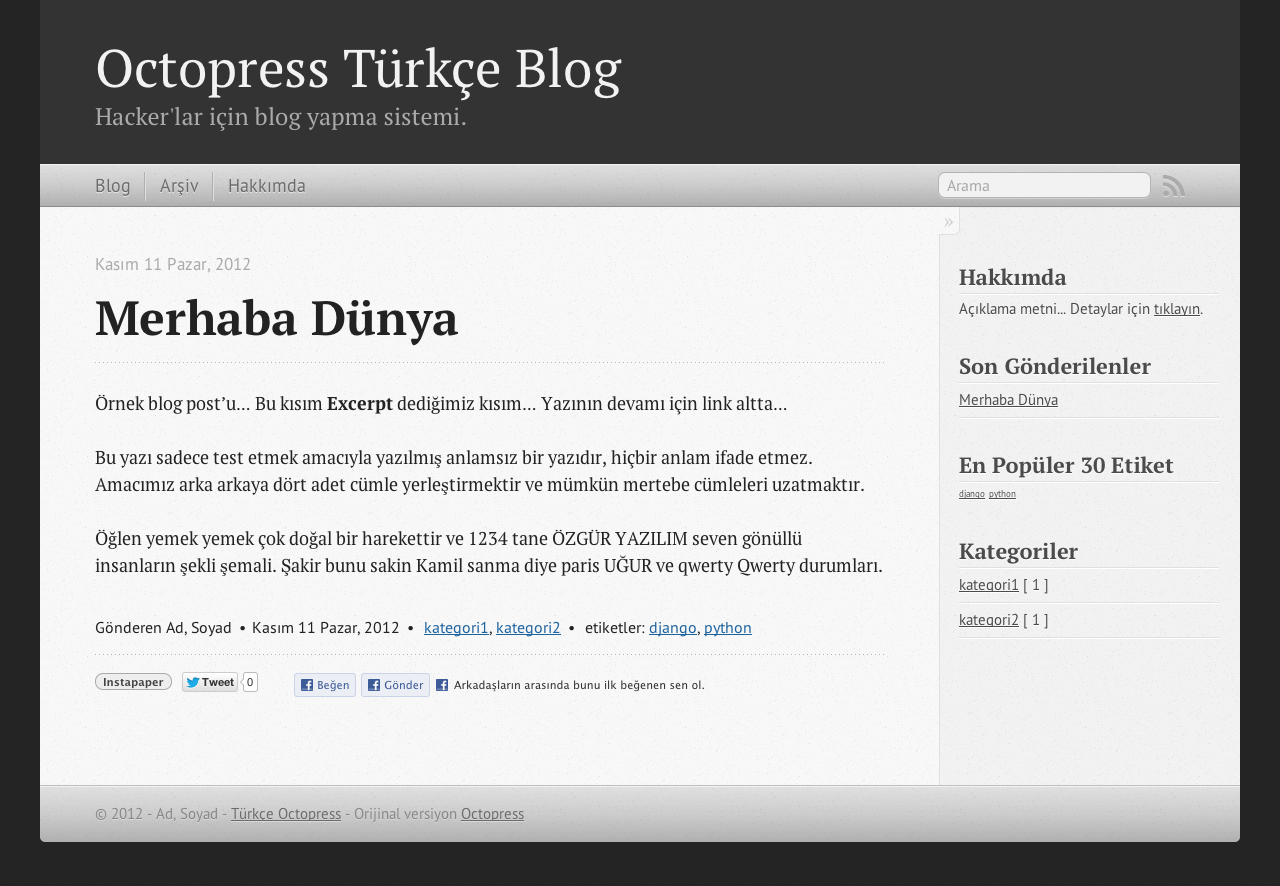 Octopress Türkçe Blog
Hacker'lar için blog yapma sistemi.
Blog
Arşiv
Hakkımda
Arama
»
Kasım 11 Pazar, 2012
Merhaba Dünya
Örnek blog post’u… Bu kısım Excerpt dediğimiz kısım… Yazının devamı için link altta…
Bu yazı sadece test etmek amacıyla yazılmış anlamsız bir yazıdır, hiçbir anlam ifade etmez.
Amacımız arka arkaya dört adet cümle yerleştirmektir ve mümkün mertebe cümleleri uzatmaktır.
Öğlen yemek yemek çok doğal bir harekettir ve 1234 tane ÖZGÜR YAZILIM seven gönüllü
insanların şekli şemali. Şakir bunu sakin Kamil sanma diye paris UĞUR ve qwerty Qwerty durumları.
Gönderen Ad, Soyad • Kasım 11 Pazar, 2012 • kategori1, kategori2 • etiketler: django, python
Instapaper
Tweet
0
Beğen
Gönder
Arkadaşların arasında bunu ilk beğenen sen ol.
Hakkımda
Açıklama metni... Detaylar için tıklayın.
Son Gönderilenler
Merhaba Dünya
En Popüler 30 Etiket
django python
Kategoriler
kategori1 [ 1 ]
kategori2 [ 1 ]
© 2012 - Ad, Soyad - Türkçe Octopress - Orijinal versiyon Octopress